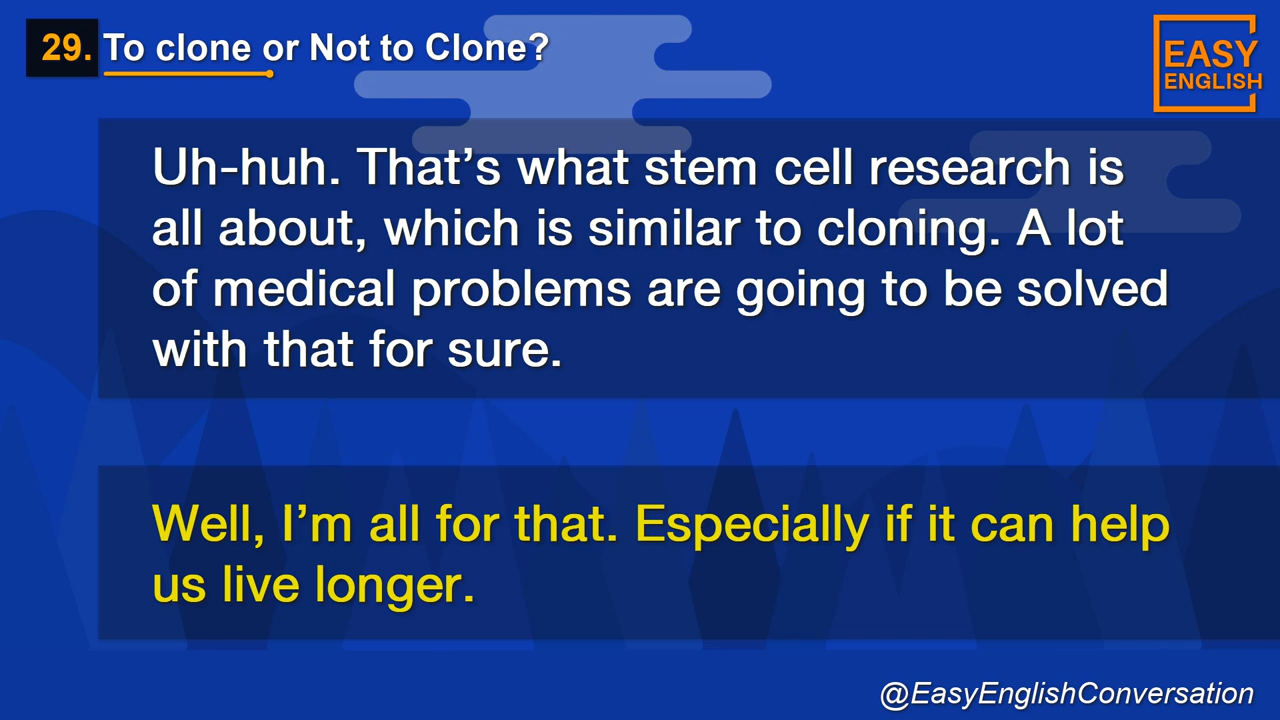 29. To clone or Not to Clone?
EASY
ENGLISH
Uh-huh. That's what stem cell research is
all about, which is similar to cloning. A lot
of medical problems are going to be solved
with that for sure.
Well, I'm all for that. Especially if it can help
us live longer.
@EasyEnglishConversation